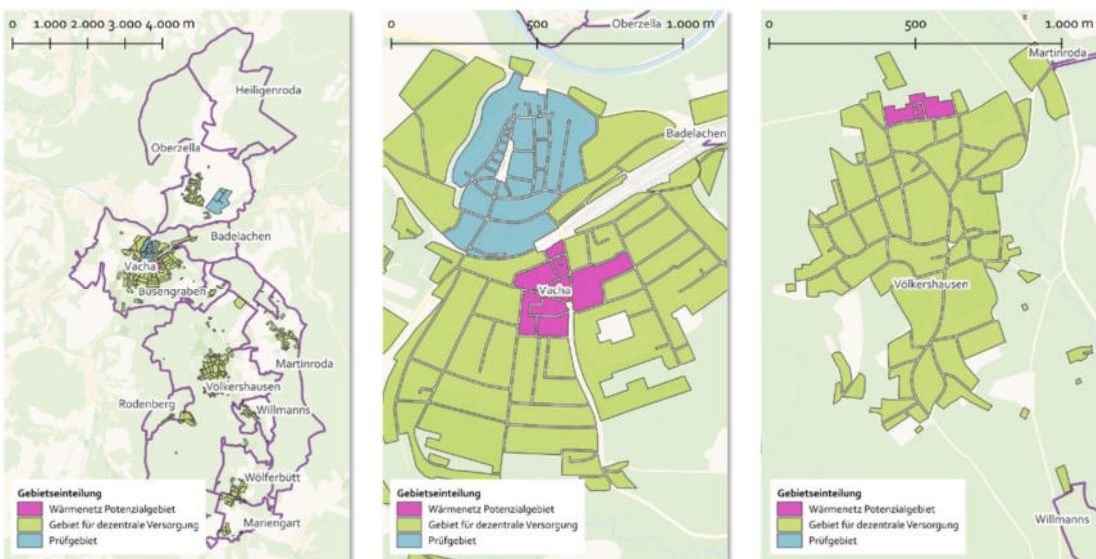 0 1.000 2.000 3.000 4.000 m
Heiligenroda
Oberzella
Badelachen
Vacha
Busengraben
Martinroda
Völkershausen
Rodenberg
Willmanns
Wölferbütt
Mariengart
Gebietseinteilung
Wärmenetz Potenzialgebiet
Gebiet für dezentrale Versorgung
Prüfgebiet
Oberzella
0 500 1.000 m
Badelachen
Vacha
Gebietseinteilung
Wärmenetz Potenzialgebiet
Gebiet für dezentrale Versorgung
Prüfgebiet
0 500 1.000 m
Martinroda
Völkershausen
Gebietseinteilung
Wärmenetz Potenzialgebiet
Gebiet für dezentrale Versorgung
Prüfgebiet
Willmanns